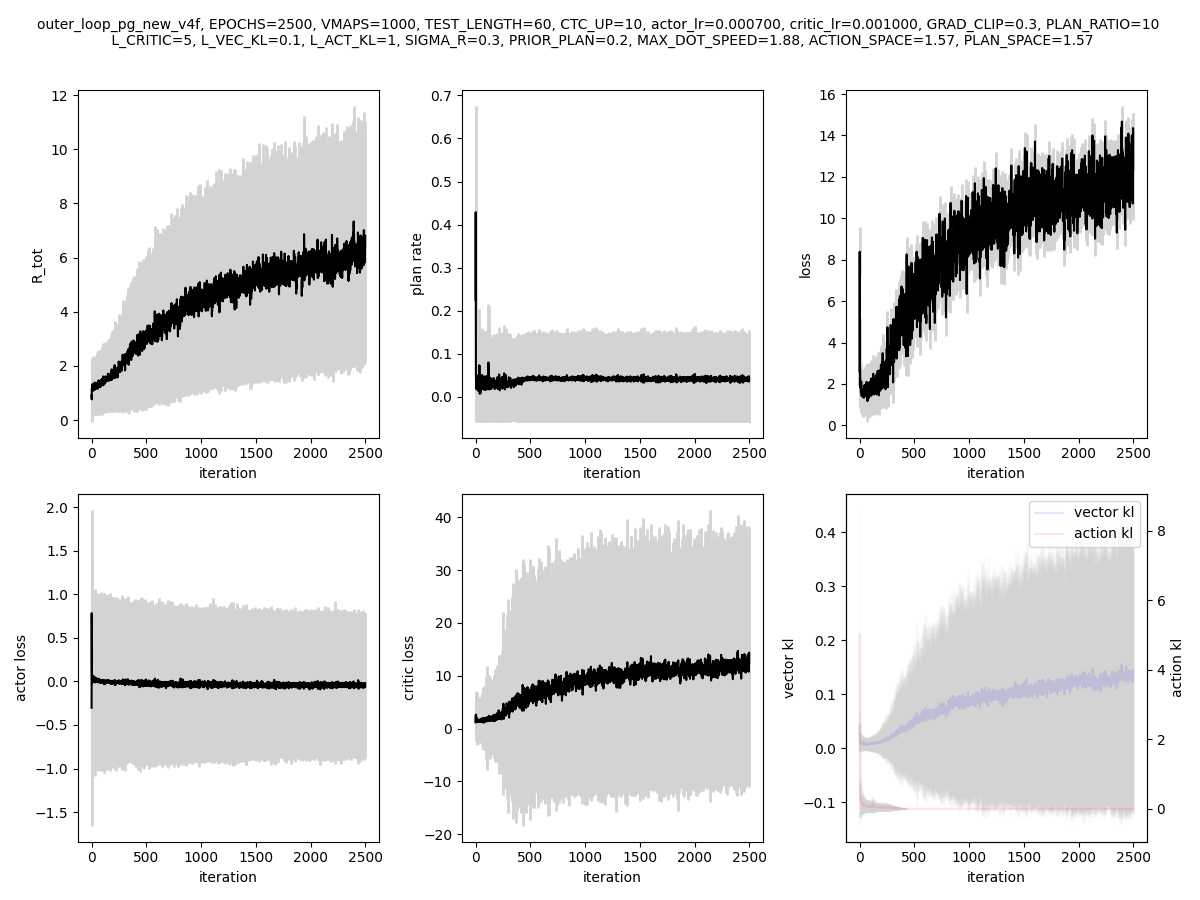 outer_loop_pg_new_v4f, EPOCHS=2500, VMAPS=1000, TEST_LENGTH=60, CTC_UP=10, actor_lr=0.000700, critic_lr=0.001000, GRAD_CLIP=0.3, PLAN_RATIO=10
L_CRITIC=5, L_VEC_KL=0.1, L_ACT_KL=1, SIGMA_R=0.3, PRIOR_PLAN=0.2, MAX_DOT_SPEED=1.88, ACTION_SPACE=1.57, PLAN_SPACE=1.57
R_tot
12
10
8
6
4
2
0
0 500 1000 1500 2000 2500
iteration
plan rate
0.7
0.6
0.5
0.4
0.3
0.2
0.1
0.0
0 500 1000 1500 2000 2500
iteration
loss
16
14
12
10
8
6
4
2
0
0 500 1000 1500 2000 2500
iteration
actor loss
2.0
1.5
1.0
0.5
0.0
−0.5
−1.0
−1.5
0 500 1000 1500 2000 2500
iteration
critic loss
40
30
20
10
0
−10
−20
0 500 1000 1500 2000 2500
iteration
vector kl
0.4
0.3
0.2
0.1
0.0
−0.1
vector kl
action kl
8
6
4
2
0
action kl
0 500 1000 1500 2000 2500
iteration